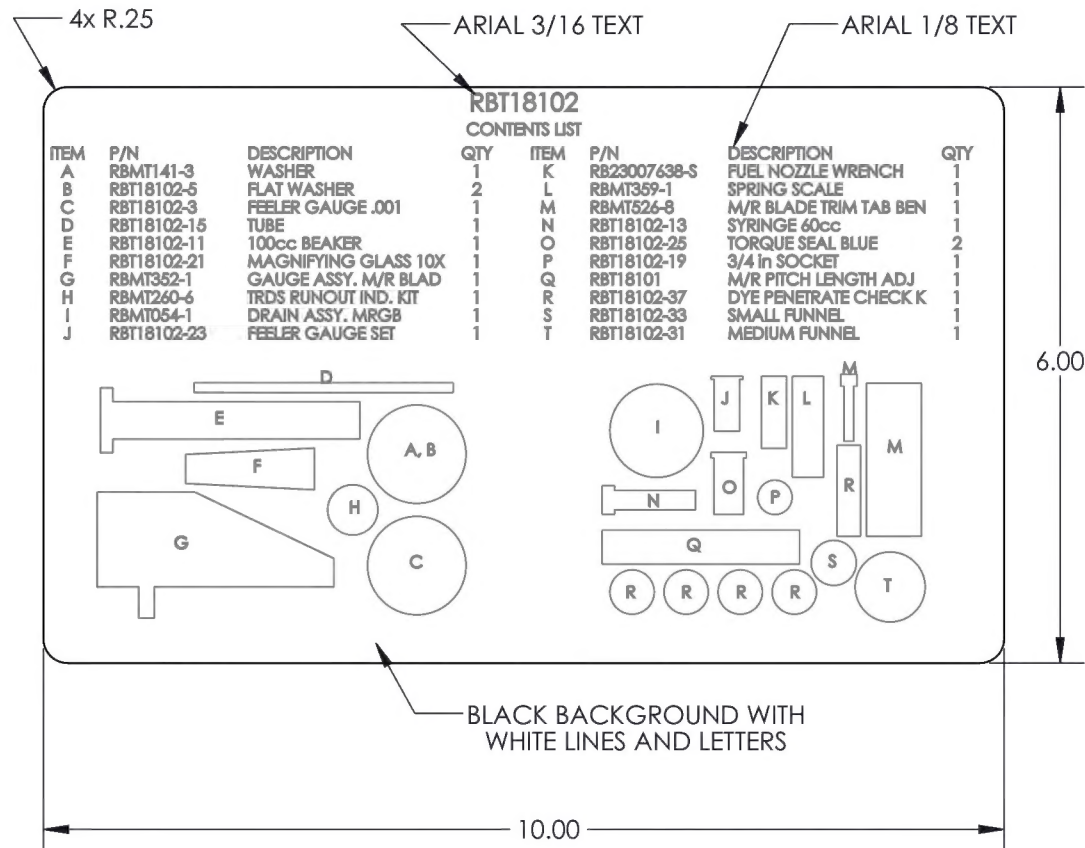 4x R.25
ARIAL 3/16 TEXT
ARIAL 1/8 TEXT
RBT18102
CONTENTS LIST
ITEM P/N DESCRIPTION QTY ITEM P/N DESCRIPTION QTY
A RBMT141-3 WASHER 1 K RB23007638-S FUEL NOZZLE WRENCH 1
B RBT18102-5 FLAT WASHER 2 L RBMT359-1 SPRING SCALE 1
C RBT18102-3 FEELER GAUGE .001 1 M RBMT526-8 M/R BLADE TRIM TAB BEN 1
D RBT18102-15 TUBE 1 N RBT18102-13 SYRINGE 60cc 1
E RBT18102-11 100cc BEAKER 1 O RBT18102-25 TORQUE SEAL BLUE 2
F RBT18102-21 MAGNIFYING GLASS 10X 1 P RBT18102-19 3/4 in SOCKET 1
G RBMT352-1 GAUGE ASSY. M/R BLAD 1 Q RBT18101 M/R PITCH LENGTH ADJ 1
H RBMT260-6 TRDS RUNOUT IND. KIT 1 R RBT18102-37 DYE PENETRATE CHECK K 1
I RBMT054-1 DRAIN ASSY. MRGB 1 S RBT18102-33 SMALL FUNNEL 1
J RBT18102-23 FEELER GAUGE SET 1 T RBT18102-31 MEDIUM FUNNEL 1
6.00
D
M
E
A, B
I
J
K
L
M
F
R
O
P
N
H
G
C
Q
S
T
R R R R
BLACK BACKGROUND WITH
WHITE LINES AND LETTERS
10.00